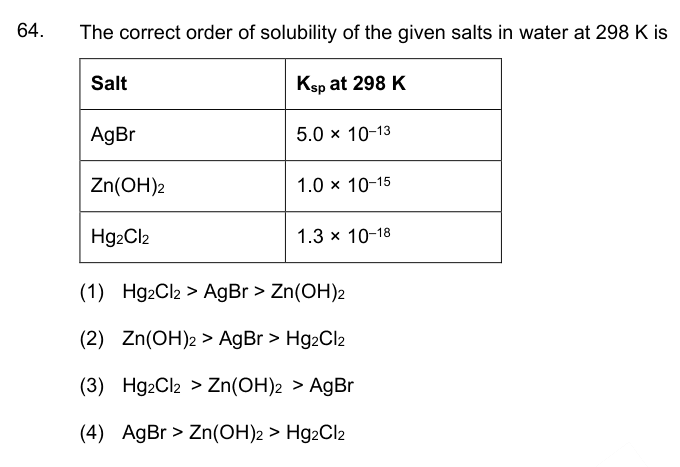 64. The correct order of solubility of the given salts in water at 298 K is
Salt Kₛₚ at 298 K
AgBr 5.0 × 10⁻¹³
Zn(OH)₂ 1.0 × 10⁻¹⁵
Hg₂Cl₂ 1.3 × 10⁻¹⁸
(1) Hg₂Cl₂ > AgBr > Zn(OH)₂
(2) Zn(OH)₂ > AgBr > Hg₂Cl₂
(3) Hg₂Cl₂ > Zn(OH)₂ > AgBr
(4) AgBr > Zn(OH)₂ > Hg₂Cl₂